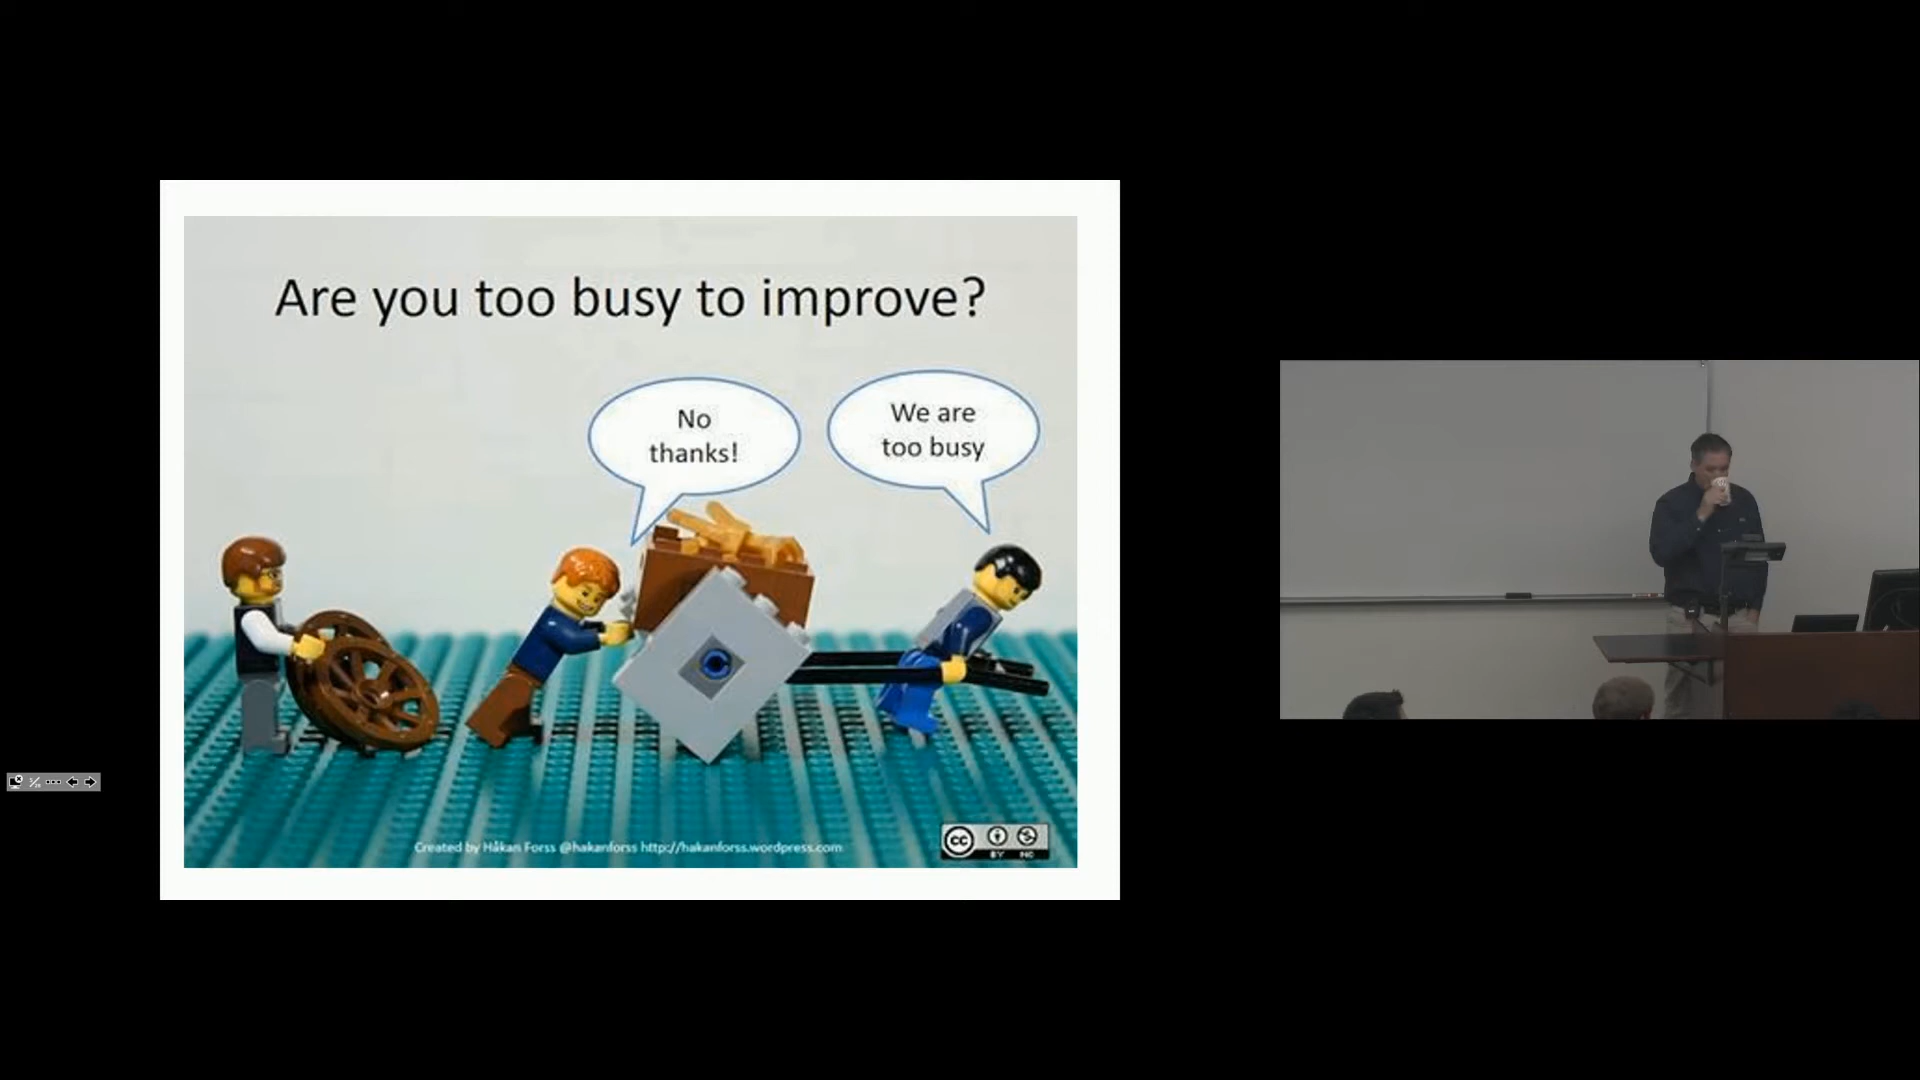 Are you too busy to improve?
No
thanks!
We are
too busy
Created by Håkan Forss @hakanforss http://hakanforss.wordpress.com
cc
BY NC